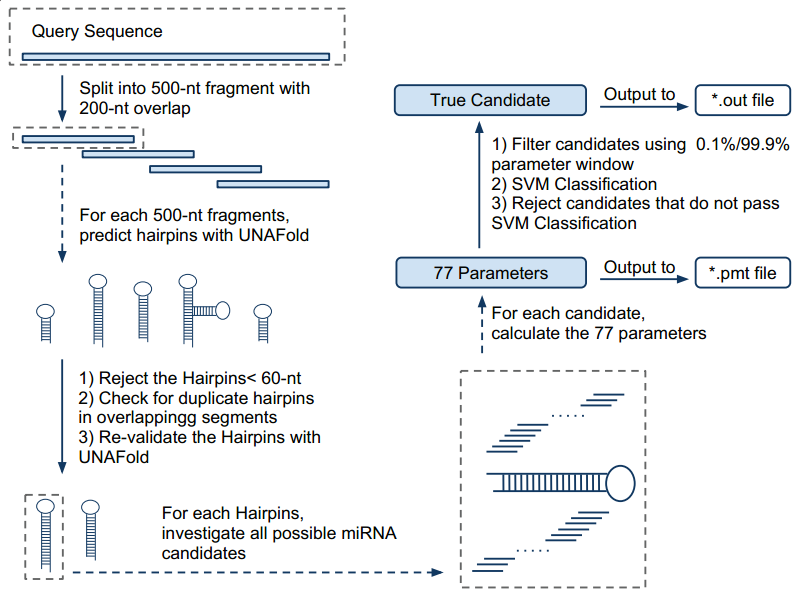 Query Sequence
Split into 500-nt fragment with
200-nt overlap
For each 500-nt fragments,
predict hairpins with UNAFold
1) Reject the Hairpins< 60-nt
2) Check for duplicate hairpins
in overlappingg segments
3) Re-validate the Hairpins with
UNAFold
For each Hairpins,
investigate all possible miRNA
candidates
For each candidate,
calculate the 77 parameters
77 Parameters
Output to
*.pmt file
1) Filter candidates using 0.1%/99.9%
parameter window
2) SVM Classification
3) Reject candidates that do not pass
SVM Classification
True Candidate
Output to
*.out file